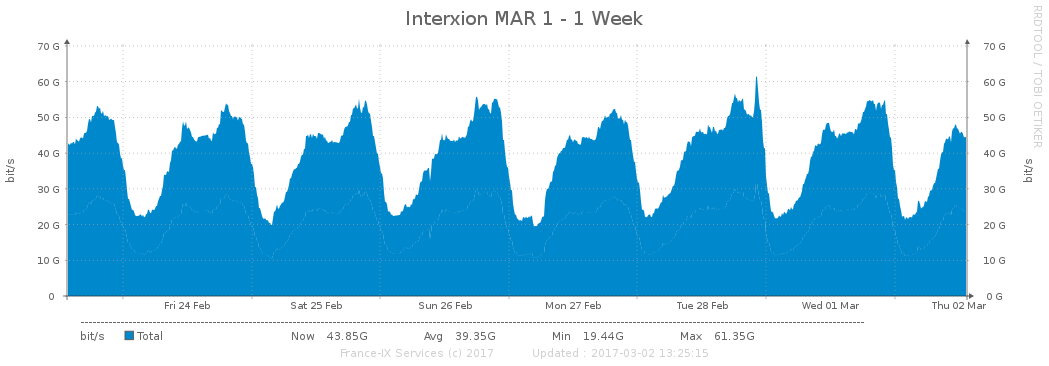 Interxion MAR 1 - 1 Week
RRDTOOL / TOBI OETIKER
70 G 70 G
60 G 60 G
50 G 50 G
40 G 40 G
bit/s bit/s
30 G 30 G
20 G 20 G
10 G 10 G
0 0 G
Fri 24 Feb Sat 25 Feb Sun 26 Feb Mon 27 Feb Tue 28 Feb Wed 01 Mar Thu 02 Mar
bit/s Total Now 43.85G Avg 39.35G Min 19.44G Max 61.35G
France-IX Services (c) 2017 Updated : 2017-03-02 13:25:15